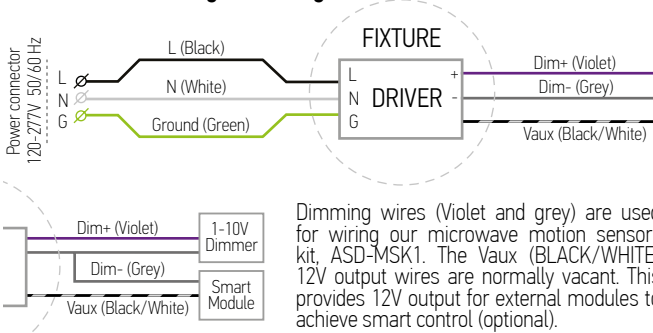 FIXTURE
Power connector
120-277V 50/60 Hz
L
N
G
L (Black)
N (White)
Ground (Green)
L
N
G
DRIVER
+
-
Dim+ (Violet)
Dim- (Grey)
Vaux (Black/White)
Dim+ (Violet)
Dim- (Grey)
Vaux (Black/White)
1-10V
Dimmer
Smart
Module
Dimming wires (Violet and grey) are used
for wiring our microwave motion sensor
kit, ASD-MSK1. The Vaux (BLACK/WHITE
12V output wires are normally vacant. This
provides 12V output for external modules to
achieve smart control (optional).